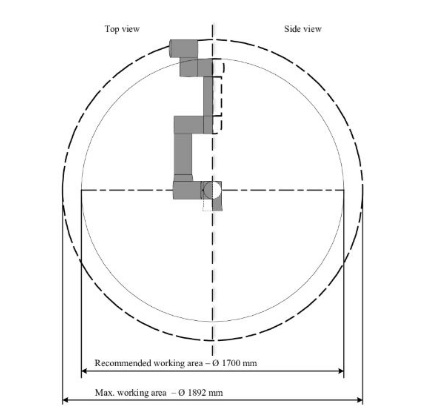 Top view
Side view
Recommended working area – Ø 1700 mm
Max. working area – Ø 1892 mm